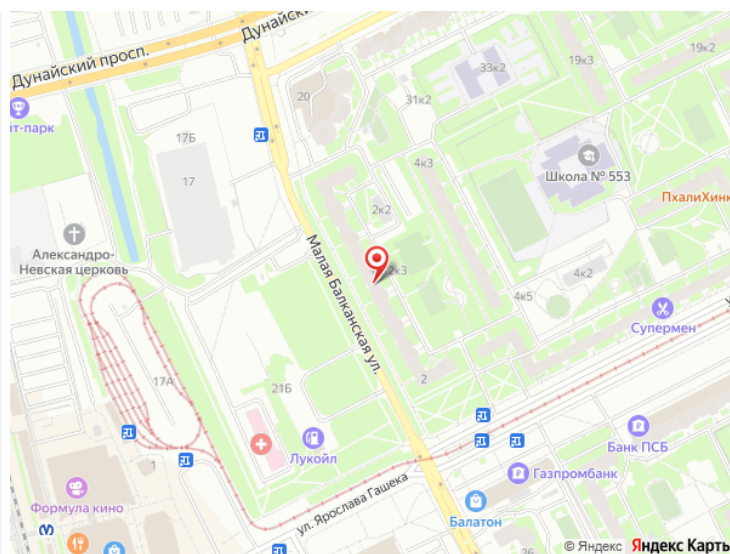 Дунайский просп.
Дунайский
19к3
19к2
33к2
31к2
20
йт-парк
17Б
17
4к3
Школа № 553
ПхалиХинк
2к2
Александро-
Невская церковь
Малая Балканская ул.
2к3
4к2
4к5
Супермен
17А
21Б
2
Лукойл
Банк ПСБ
Газпромбанк
1
ул. Ярослава Гашека
Формула кино
Балатон
© Яндекс Яндекс Карты